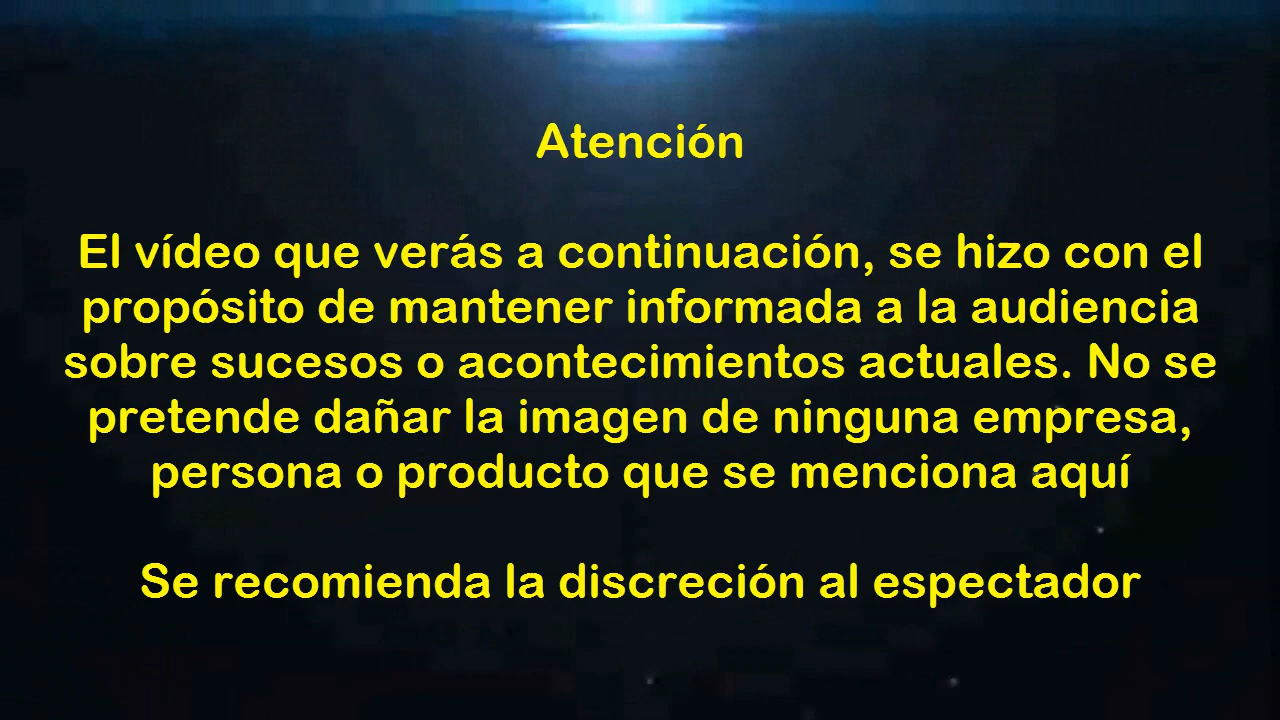 Atención
El vídeo que verás a continuación, se hizo con el
propósito de mantener informada a la audiencia
sobre sucesos o acontecimientos actuales. No se
pretende dañar la imagen de ninguna empresa,
persona o producto que se menciona aquí
Se recomienda la discreción al espectador